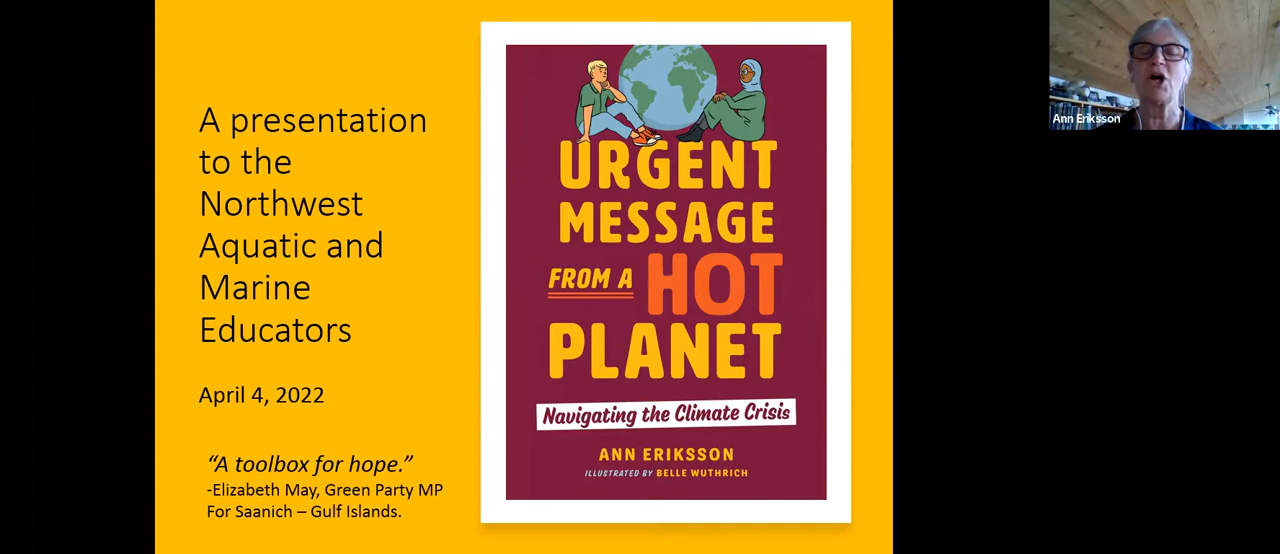 A presentation
to the
Northwest
Aquatic and
Marine
Educators
April 4, 2022
“A toolbox for hope.”
-Elizabeth May, Green Party MP
For Saanich – Gulf Islands.
URGENT
MESSAGE
FROM A HOT
PLANET
Navigating the Climate Crisis
ANN ERIKSSON
ILLUSTRATED BY BELLE WUTHRICH
Ann Eriksson